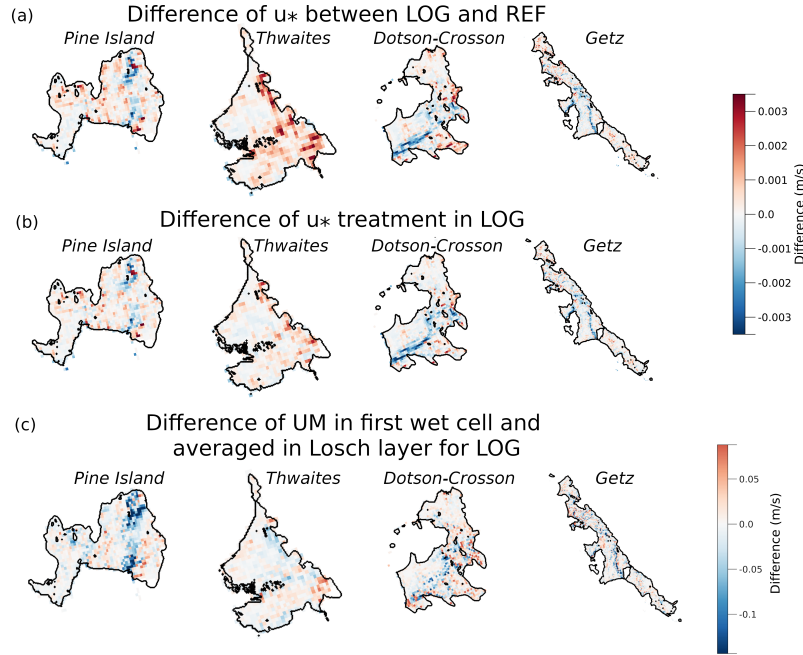 (a)
Difference of u* between LOG and REF
Pine Island
Thwaites
Dotson-Crosson
Getz
0.003
0.002
0.001
0.0
-0.001
-0.002
-0.003
Difference (m/s)
(b)
Difference of u* treatment in LOG
Pine Island
Thwaites
Dotson-Crosson
Getz
(c)
Difference of UM in first wet cell and
averaged in Losch layer for LOG
Pine Island
Thwaites
Dotson-Crosson
Getz
0.05
0.0
-0.05
-0.1
Difference (m/s)